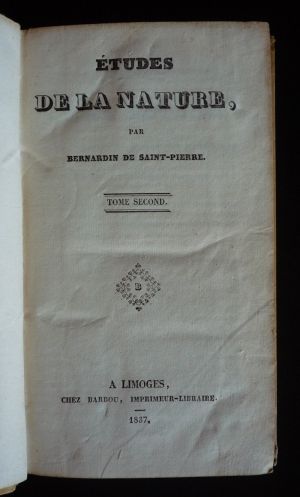 ÉTUDES
DE LA NATURE,
PAR
BERNARDIN DE SAINT-PIERRE.
TOME SECOND.
B
A LIMOGES,
CHEZ BARBOU, IMPRIMEUR-LIBRAIRE.
1837.